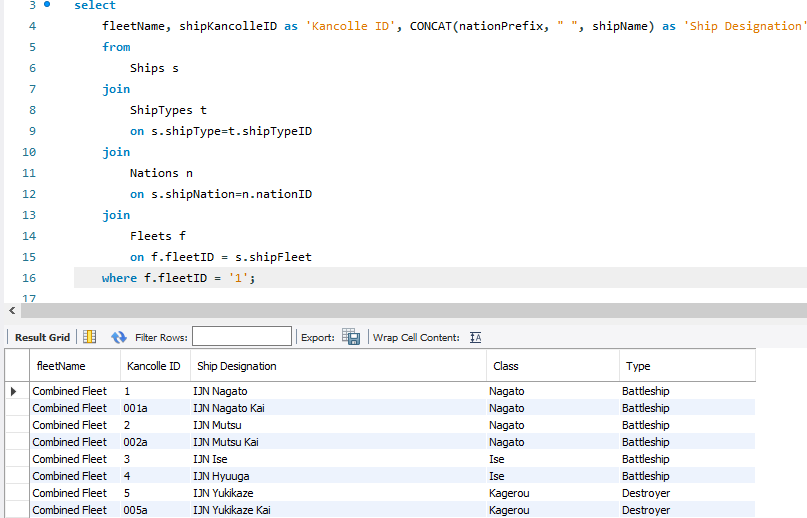 3 select
4 fleetName, shipKancolleID as 'Kancolle ID', CONCAT(nationPrefix, " ", shipName) as 'Ship Designation'
5 from
6 Ships s
7 join
8 ShipTypes t
9 on s.shipType=t.shipTypeID
10 join
11 Nations n
12 on s.shipNation=n.nationID
13 join
14 Fleets f
15 on f.fleetID = s.shipFleet
16 where f.fleetID = '1';
17
Result Grid Filter Rows: Export: Wrap Cell Content: IA
fleetName Kancolle ID Ship Designation Class Type
Combined Fleet 1 IJN Nagato Nagato Battleship
Combined Fleet 001a IJN Nagato Kai Nagato Battleship
Combined Fleet 2 IJN Mutsu Nagato Battleship
Combined Fleet 002a IJN Mutsu Kai Nagato Battleship
Combined Fleet 3 IJN Ise Ise Battleship
Combined Fleet 4 IJN Hyuuga Ise Battleship
Combined Fleet 5 IJN Yukikaze Kagerou Destroyer
Combined Fleet 005a IJN Yukikaze Kai Kagerou Destroyer